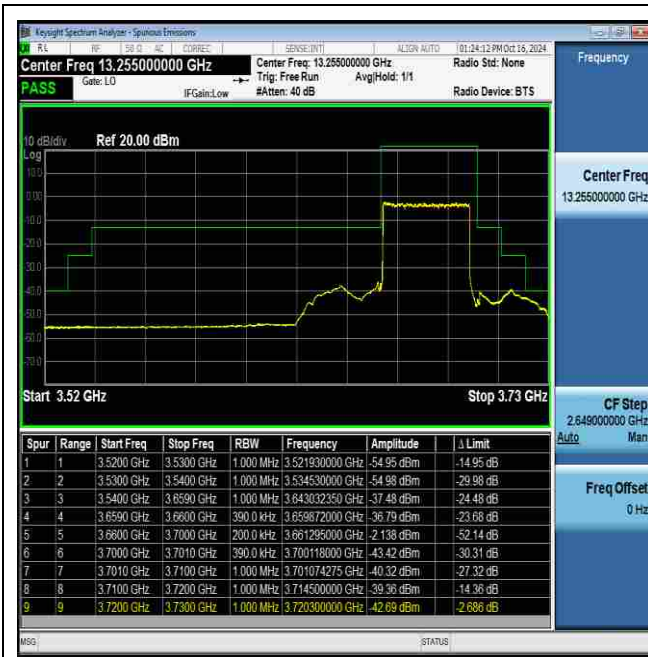 Keysight Spectrum Analyzer - Spurious Emissions
RL RF 50 Ω AC CORREC SENSE:INT ALIGN AUTO 01:24:12 PM Oct 16, 2024
Center Freq 13.255000000 GHz Center Freq: 13.255000000 GHz Radio Std: None
Gate: LO Trig: Free Run Avg|Hold: 1/1
PASS IFGain:Low #Atten: 40 dB Radio Device: BTS
Frequency
Center Freq
13.255000000 GHz
CF Step
2.649000000 GHz
Auto Man
Freq Offset
0 Hz
10 dB/div Ref 20.00 dBm
Log
10.0
0.00
-10.0
-20.0
-30.0
-40.0
-50.0
-60.0
-70.0
Start 3.52 GHz Stop 3.73 GHz
Spur Range Start Freq Stop Freq RBW Frequency Amplitude Δ Limit
1 1 3.5200 GHz 3.5300 GHz 1.000 MHz 3.521930000 GHz -54.95 dBm -14.95 dB
2 2 3.5300 GHz 3.5400 GHz 1.000 MHz 3.534530000 GHz -54.98 dBm -29.98 dB
3 3 3.5400 GHz 3.6590 GHz 1.000 MHz 3.643032350 GHz -37.48 dBm -24.48 dB
4 4 3.6590 GHz 3.6600 GHz 390.0 kHz 3.659872000 GHz -36.79 dBm -23.68 dB
5 5 3.6600 GHz 3.7000 GHz 200.0 kHz 3.661295000 GHz -2.138 dBm -52.14 dB
6 6 3.7000 GHz 3.7010 GHz 390.0 kHz 3.700118000 GHz -43.42 dBm -30.31 dB
7 7 3.7010 GHz 3.7100 GHz 1.000 MHz 3.701074275 GHz -40.32 dBm -27.32 dB
8 8 3.7100 GHz 3.7200 GHz 1.000 MHz 3.714500000 GHz -39.36 dBm -14.36 dB
9 9 3.7200 GHz 3.7300 GHz 1.000 MHz 3.720300000 GHz -42.69 dBm -2.686 dB
MSG STATUS